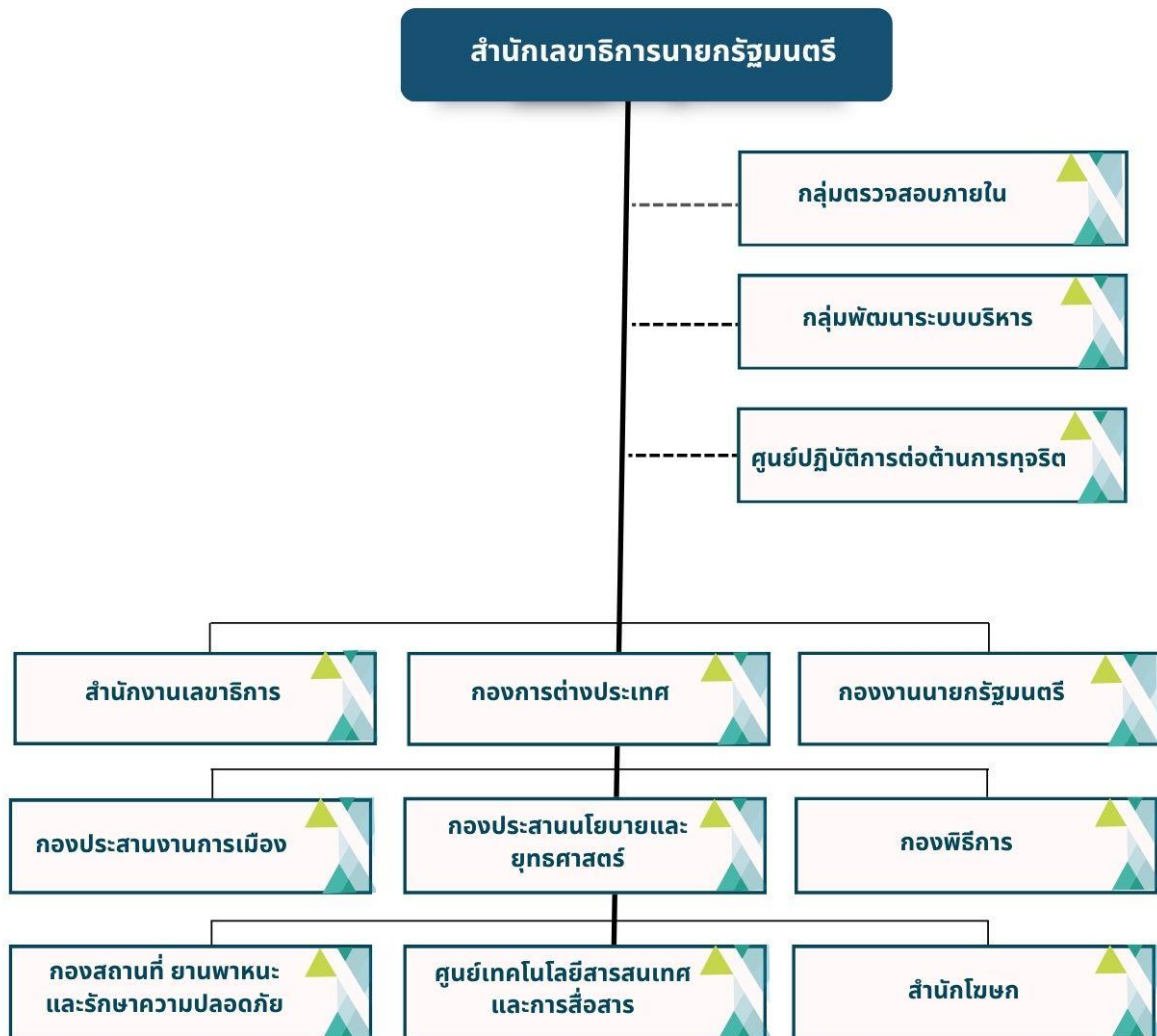 สำนักเลขาธิการนายกรัฐมนตรี
กลุ่มตรวจสอบภายใน
กลุ่มพัฒนาระบบบริหาร
ศูนย์ปฏิบัติการต่อต้านการทุจริต
สำนักงานเลขาธิการ
กองการต่างประเทศ
กองงานนายกรัฐมนตรี
กองประสานงานการเมือง
กองประสานนโยบายและ
ยุทธศาสตร์
กองพิธีการ
กองสถานที่ ยานพาหนะ
และรักษาความปลอดภัย
ศูนย์เทคโนโลยีสารสนเทศ
และการสื่อสาร
สำนักโฆษก